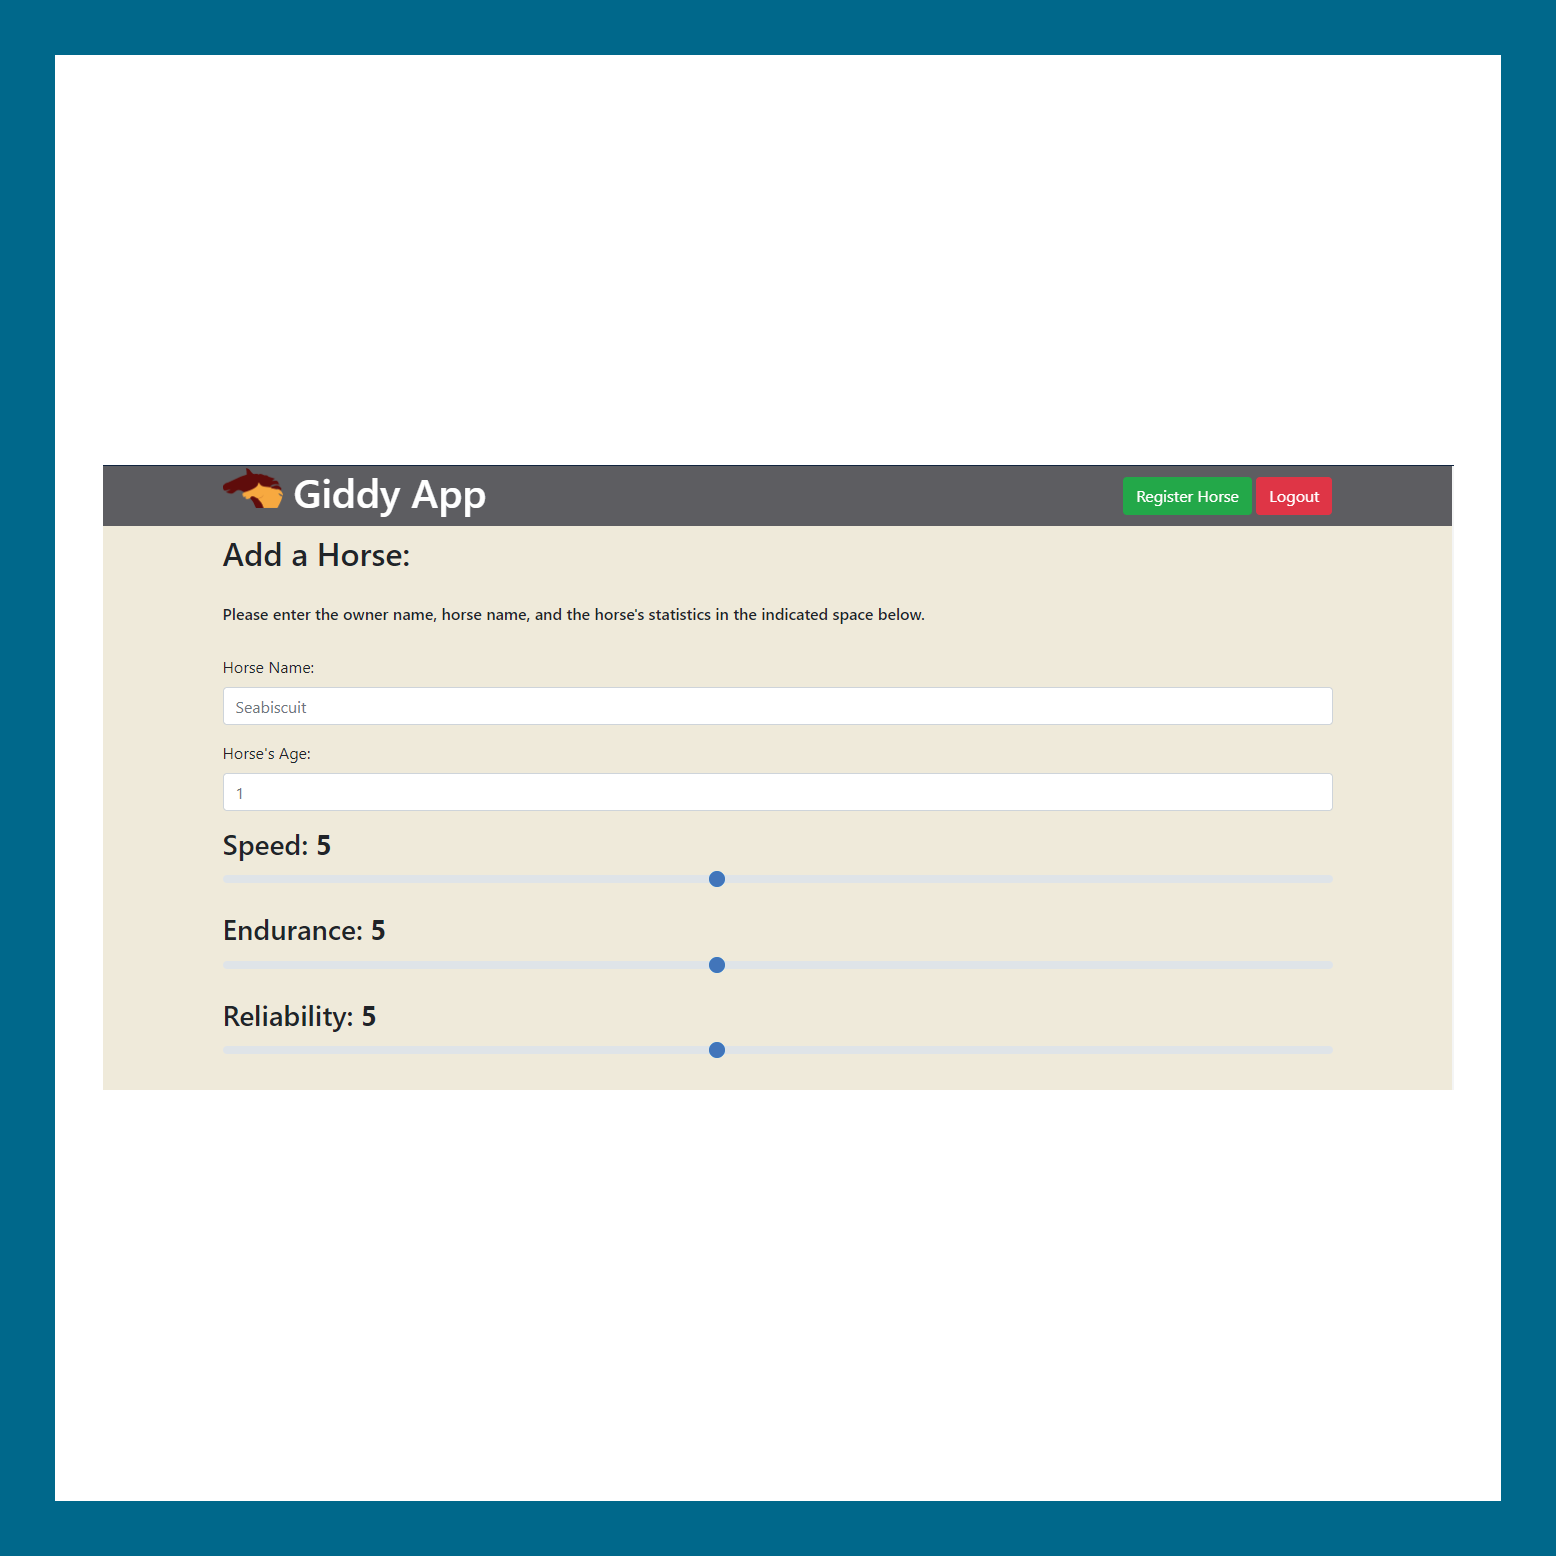 Giddy App
Register Horse
Logout
Add a Horse:
Please enter the owner name, horse name, and the horse's statistics in the indicated space below.
Horse Name:
Seabiscuit
Horse's Age:
1
Speed: 5
Endurance: 5
Reliability: 5